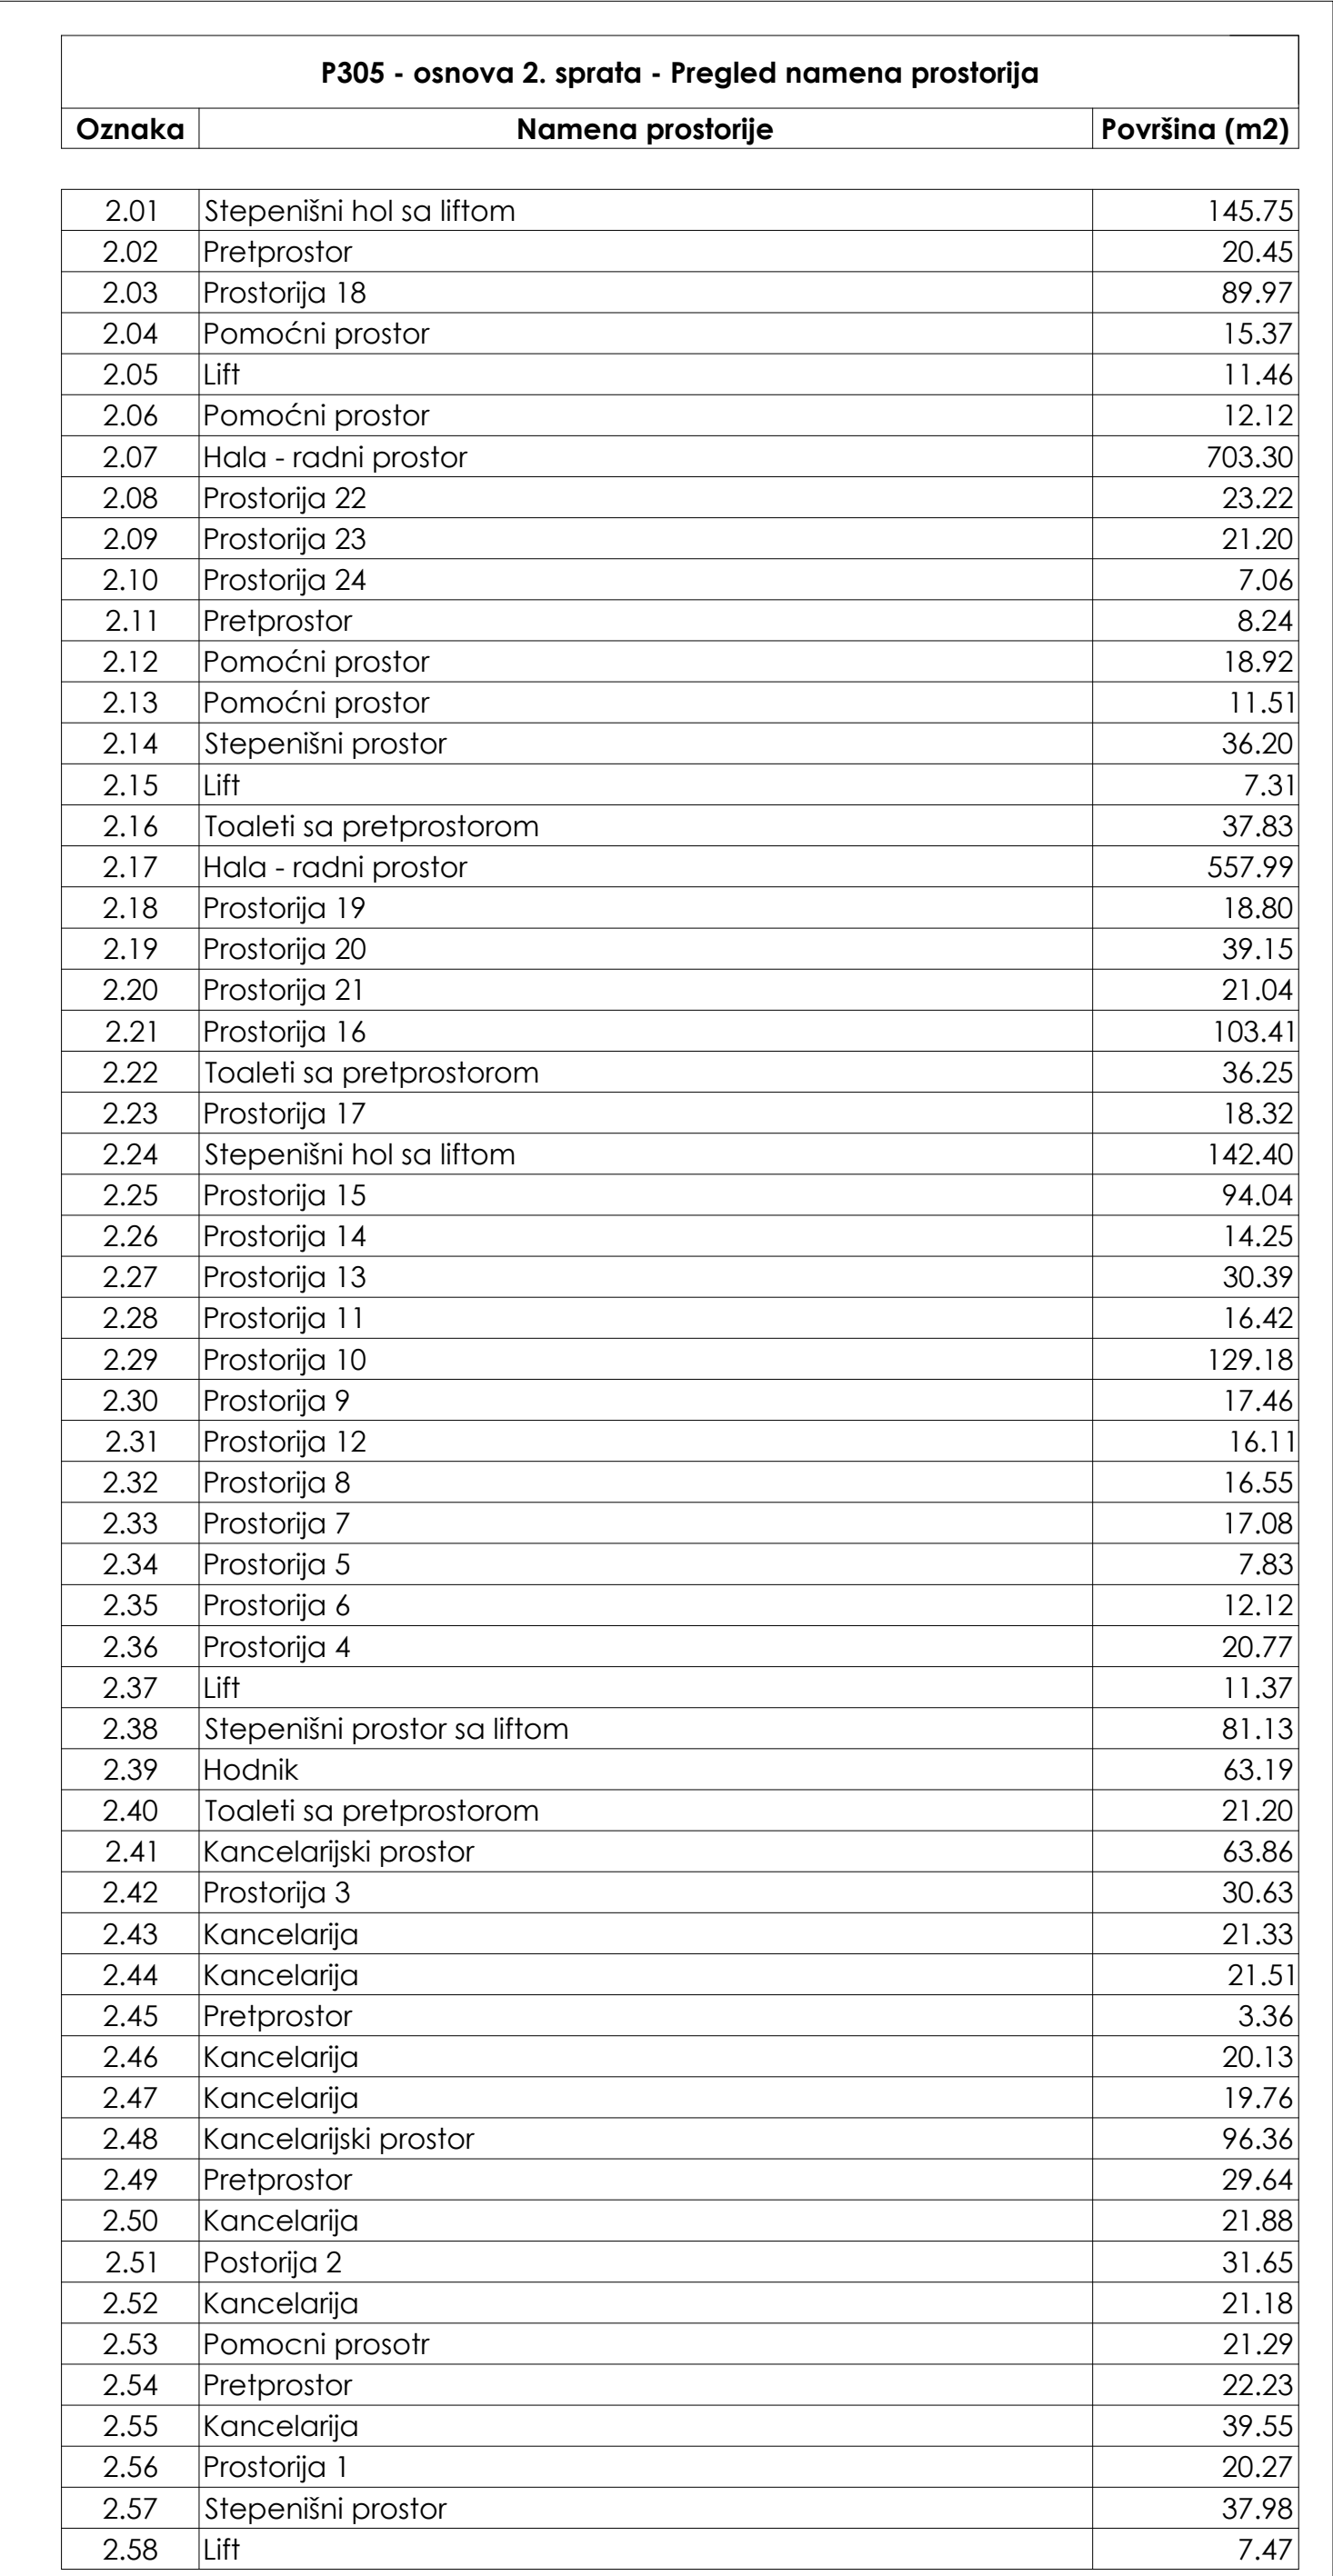 P305 - osnova 2. sprata - Pregled namena prostorija
Oznaka Namena prostorije Površina (m2)
2.01 Stepenišni hol sa liftom 145.75
2.02 Pretprostor 20.45
2.03 Prostorija 18 89.97
2.04 Pomoćni prostor 15.37
2.05 Lift 11.46
2.06 Pomoćni prostor 12.12
2.07 Hala - radni prostor 703.30
2.08 Prostorija 22 23.22
2.09 Prostorija 23 21.20
2.10 Prostorija 24 7.06
2.11 Pretprostor 8.24
2.12 Pomoćni prostor 18.92
2.13 Pomoćni prostor 11.51
2.14 Stepenišni prostor 36.20
2.15 Lift 7.31
2.16 Toaleti sa pretprostorom 37.83
2.17 Hala - radni prostor 557.99
2.18 Prostorija 19 18.80
2.19 Prostorija 20 39.15
2.20 Prostorija 21 21.04
2.21 Prostorija 16 103.41
2.22 Toaleti sa pretprostorom 36.25
2.23 Prostorija 17 18.32
2.24 Stepenišni hol sa liftom 142.40
2.25 Prostorija 15 94.04
2.26 Prostorija 14 14.25
2.27 Prostorija 13 30.39
2.28 Prostorija 11 16.42
2.29 Prostorija 10 129.18
2.30 Prostorija 9 17.46
2.31 Prostorija 12 16.11
2.32 Prostorija 8 16.55
2.33 Prostorija 7 17.08
2.34 Prostorija 5 7.83
2.35 Prostorija 6 12.12
2.36 Prostorija 4 20.77
2.37 Lift 11.37
2.38 Stepenišni prostor sa liftom 81.13
2.39 Hodnik 63.19
2.40 Toaleti sa pretprostorom 21.20
2.41 Kancelarijski prostor 63.86
2.42 Prostorija 3 30.63
2.43 Kancelarija 21.33
2.44 Kancelarija 21.51
2.45 Pretprostor 3.36
2.46 Kancelarija 20.13
2.47 Kancelarija 19.76
2.48 Kancelarijski prostor 96.36
2.49 Pretprostor 29.64
2.50 Kancelarija 21.88
2.51 Postorija 2 31.65
2.52 Kancelarija 21.18
2.53 Pomocni prosotr 21.29
2.54 Pretprostor 22.23
2.55 Kancelarija 39.55
2.56 Prostorija 1 20.27
2.57 Stepenišni prostor 37.98
2.58 Lift 7.47